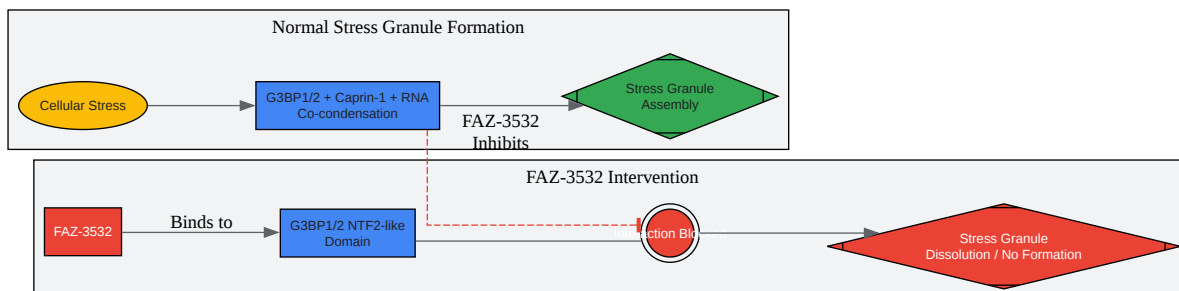 Normal Stress Granule Formation
Cellular Stress
G3BP1/2 + Caprin-1 + RNA
Co-condensation
FAZ-3532
Inhibits
Stress Granule
Assembly
FAZ-3532 Intervention
FAZ-3532
Binds to
G3BP1/2 NTF2-like
Domain
Stress Granule
Dissolution / No Formation